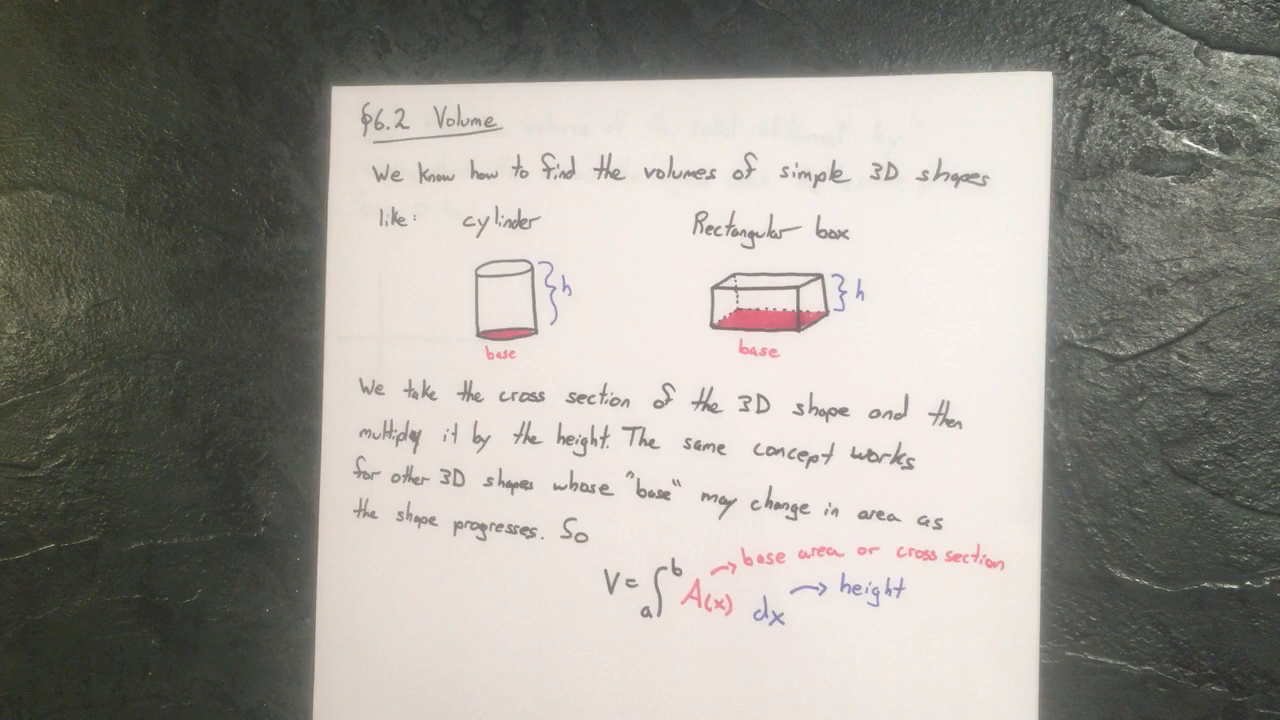 §6.2 Volume
We know how to find the volumes of simple 3D shapes
like: cylinder Rectangular box
h h
base base
We take the cross section of the 3D shape and then
multiply it by the height. The same concept works
for other 3D shapes whose "base" may change in area as
the shape progresses. So
V = ∫_a^b A(x) dx
→ base area or cross section
→ height